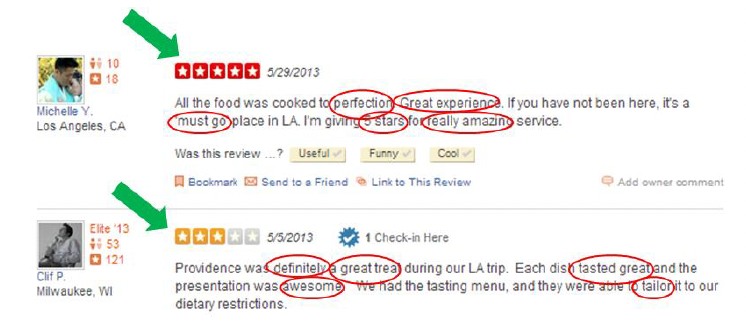 10
18
Michelle Y.
Los Angeles, CA
5/29/2013
All the food was cooked to perfection. Great experience. If you have not been here, it's a
must go place in LA. I'm giving 5 stars for really amazing service.
Was this review ...? Useful Funny Cool
Bookmark Send to a Friend Link to This Review Add owner comment
Elite '13
53
121
Clif P.
Milwaukee, WI
5/5/2013 1 Check-in Here
Providence was definitely a great treat during our LA trip. Each dish tasted great and the
presentation was awesome. We had the tasting menu, and they were able to tailor it to our
dietary restrictions.